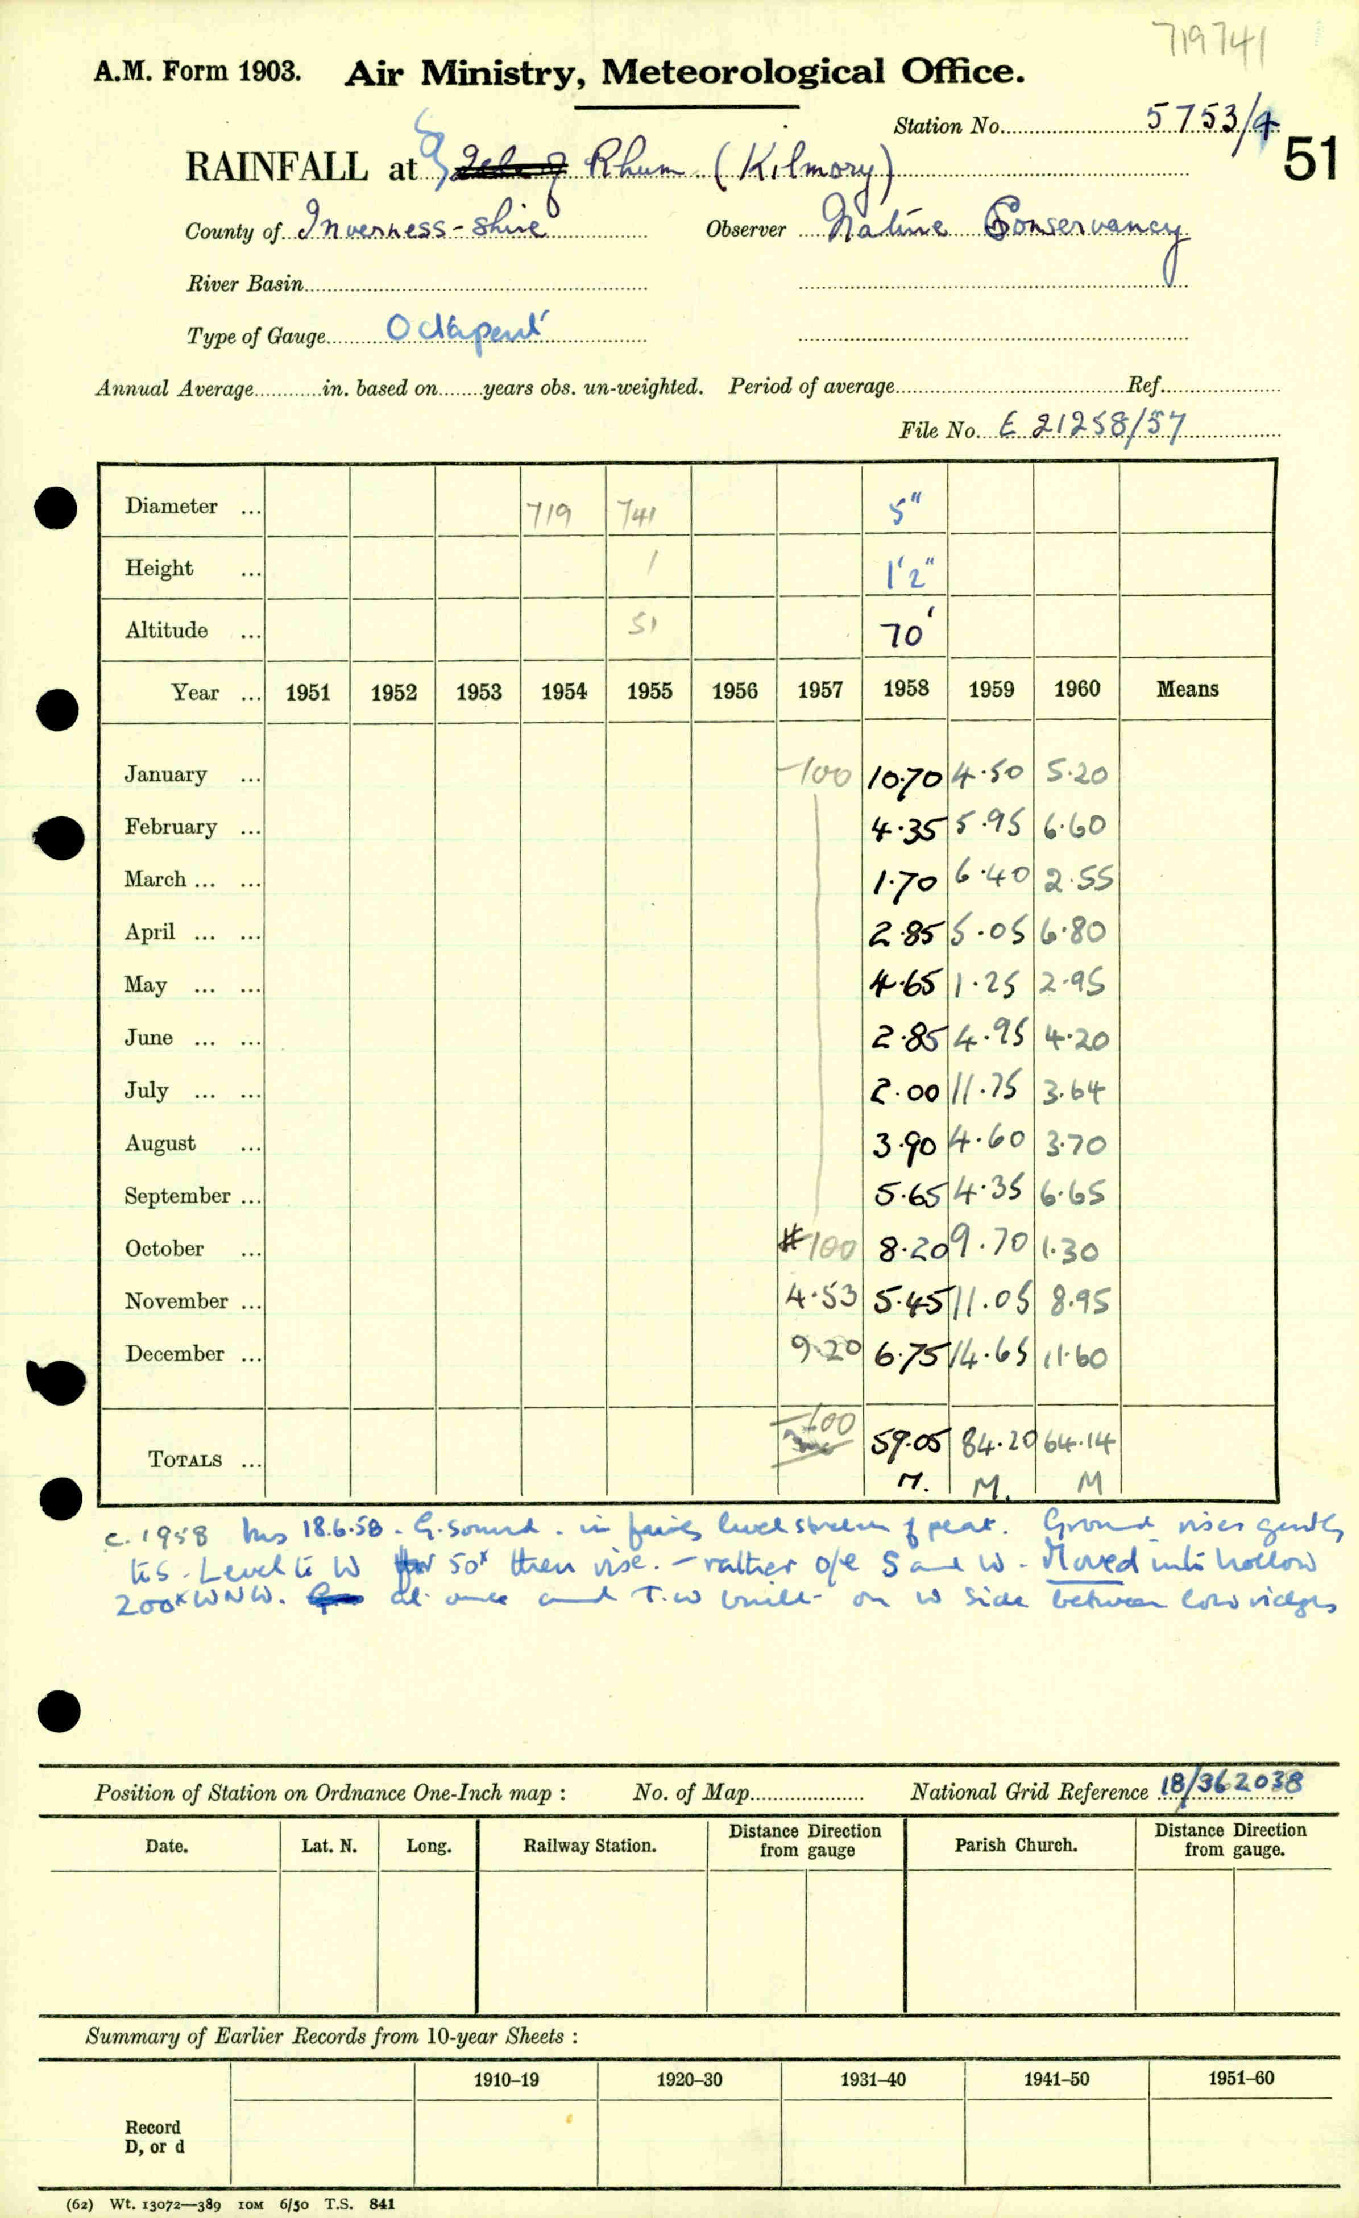 719741
A.M. Form 1903. Air Ministry, Meteorological Office.
Station No. 5753/4
51
RAINFALL at Rhum (Kilmory)
County of Inverness-shire Observer Nature Conservancy
River Basin
Type of Gauge Octapent
Annual Average in. based on years obs. un-weighted. Period of average Ref.
File No. E 21258/57
Diameter ... 719 741 5"
Height ... 1 1'2"
Altitude ... 51 70'
Year ... 1951 1952 1953 1954 1955 1956 1957 1958 1959 1960 Means
January ... -100 10.70 4.50 5.20
February ... 4.35 5.95 6.60
March ... ... 1.70 6.40 2.55
April ... ... 2.85 5.05 6.80
May ... ... 4.65 1.25 2.95
June ... ... 2.85 4.95 4.20
July ... ... 2.00 11.75 3.64
August ... 3.90 4.60 3.70
September ... 5.65 4.35 6.65
October ... 100 8.20 9.70 1.30
November ... 4.53 5.45 11.05 8.95
December ... 9.20 6.75 14.65 11.60
TOTALS ... -100 59.05 84.20 64.14
M. M. M
c. 1958 Ins 18.6.58. G. sound. in fairly level stretch of peat. Ground rises gently
to S. Level to W for 50x then rise. - rather o/e S and W. Moved into hollow
200x WNW. at once and T.W built on W side between low ridges
Position of Station on Ordnance One-Inch map : No. of Map National Grid Reference 18/362038
Date. Lat. N. Long. Railway Station. Distance Direction from gauge Parish Church. Distance Direction from gauge.
Summary of Earlier Records from 10-year Sheets :
1910–19 1920–30 1931–40 1941–50 1951–60
Record
D, or d
(62) Wt. 13072—389 10M 6/50 T.S. 841